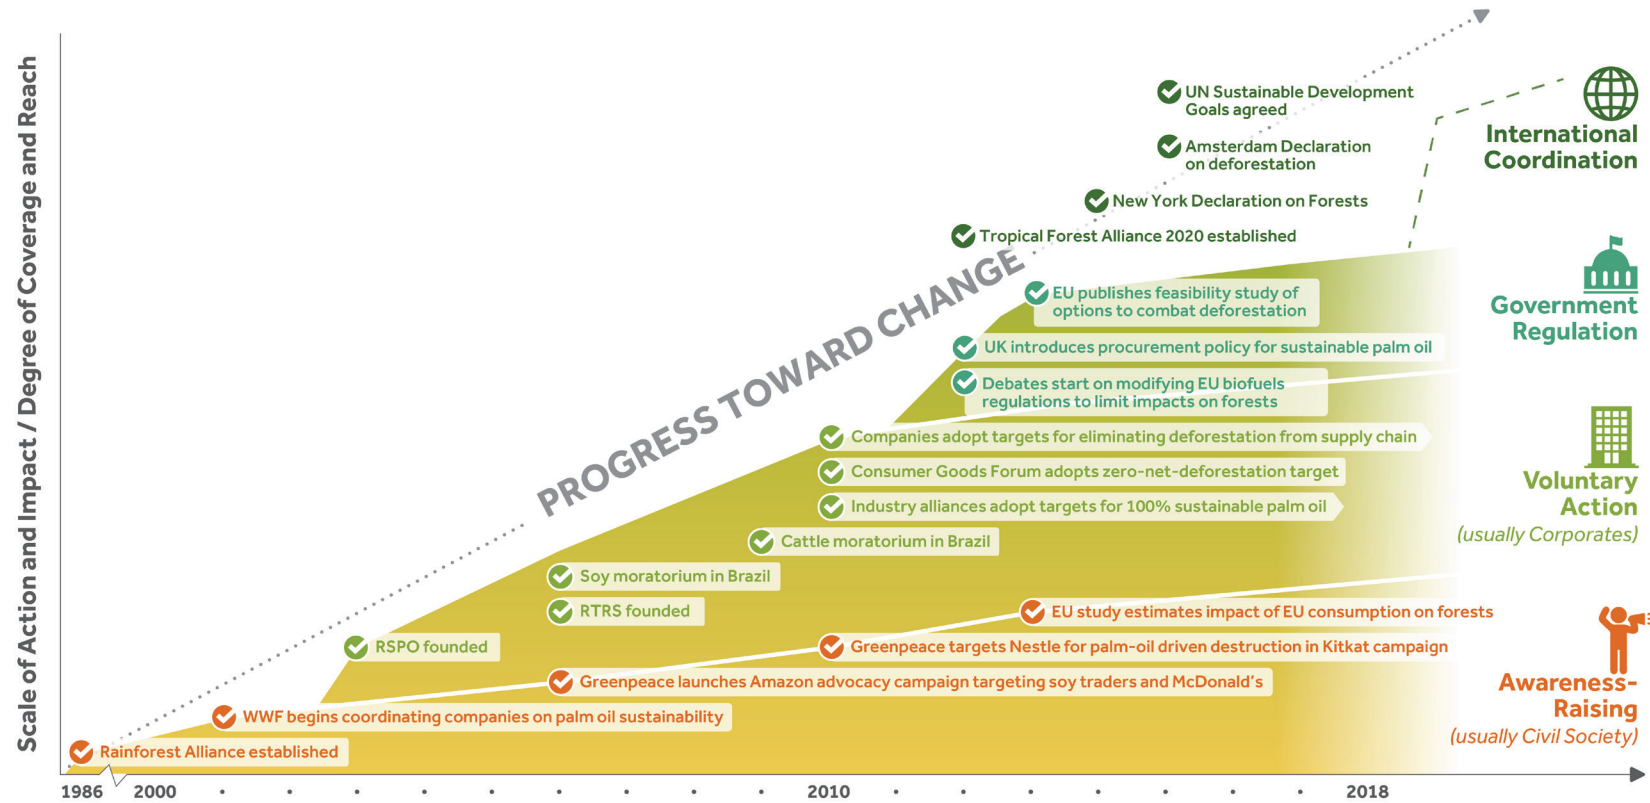 Scale of Action and Impact / Degree of Coverage and Reach
PROGRESS TOWARD CHANGE
UN Sustainable Development
Goals agreed
Amsterdam Declaration
on deforestation
New York Declaration on Forests
Tropical Forest Alliance 2020 established
International
Coordination
EU publishes feasibility study of
options to combat deforestation
UK introduces procurement policy for sustainable palm oil
Debates start on modifying EU biofuels
regulations to limit impacts on forests
Government
Regulation
Companies adopt targets for eliminating deforestation from supply chain
Consumer Goods Forum adopts zero-net-deforestation target
Industry alliances adopt targets for 100% sustainable palm oil
Cattle moratorium in Brazil
Soy moratorium in Brazil
RTRS founded
RSPO founded
Voluntary
Action
(usually Corporates)
EU study estimates impact of EU consumption on forests
Greenpeace targets Nestle for palm-oil driven destruction in Kitkat campaign
Greenpeace launches Amazon advocacy campaign targeting soy traders and McDonald's
WWF begins coordinating companies on palm oil sustainability
Rainforest Alliance established
Awareness-
Raising
(usually Civil Society)
1986 2000 2010 2018